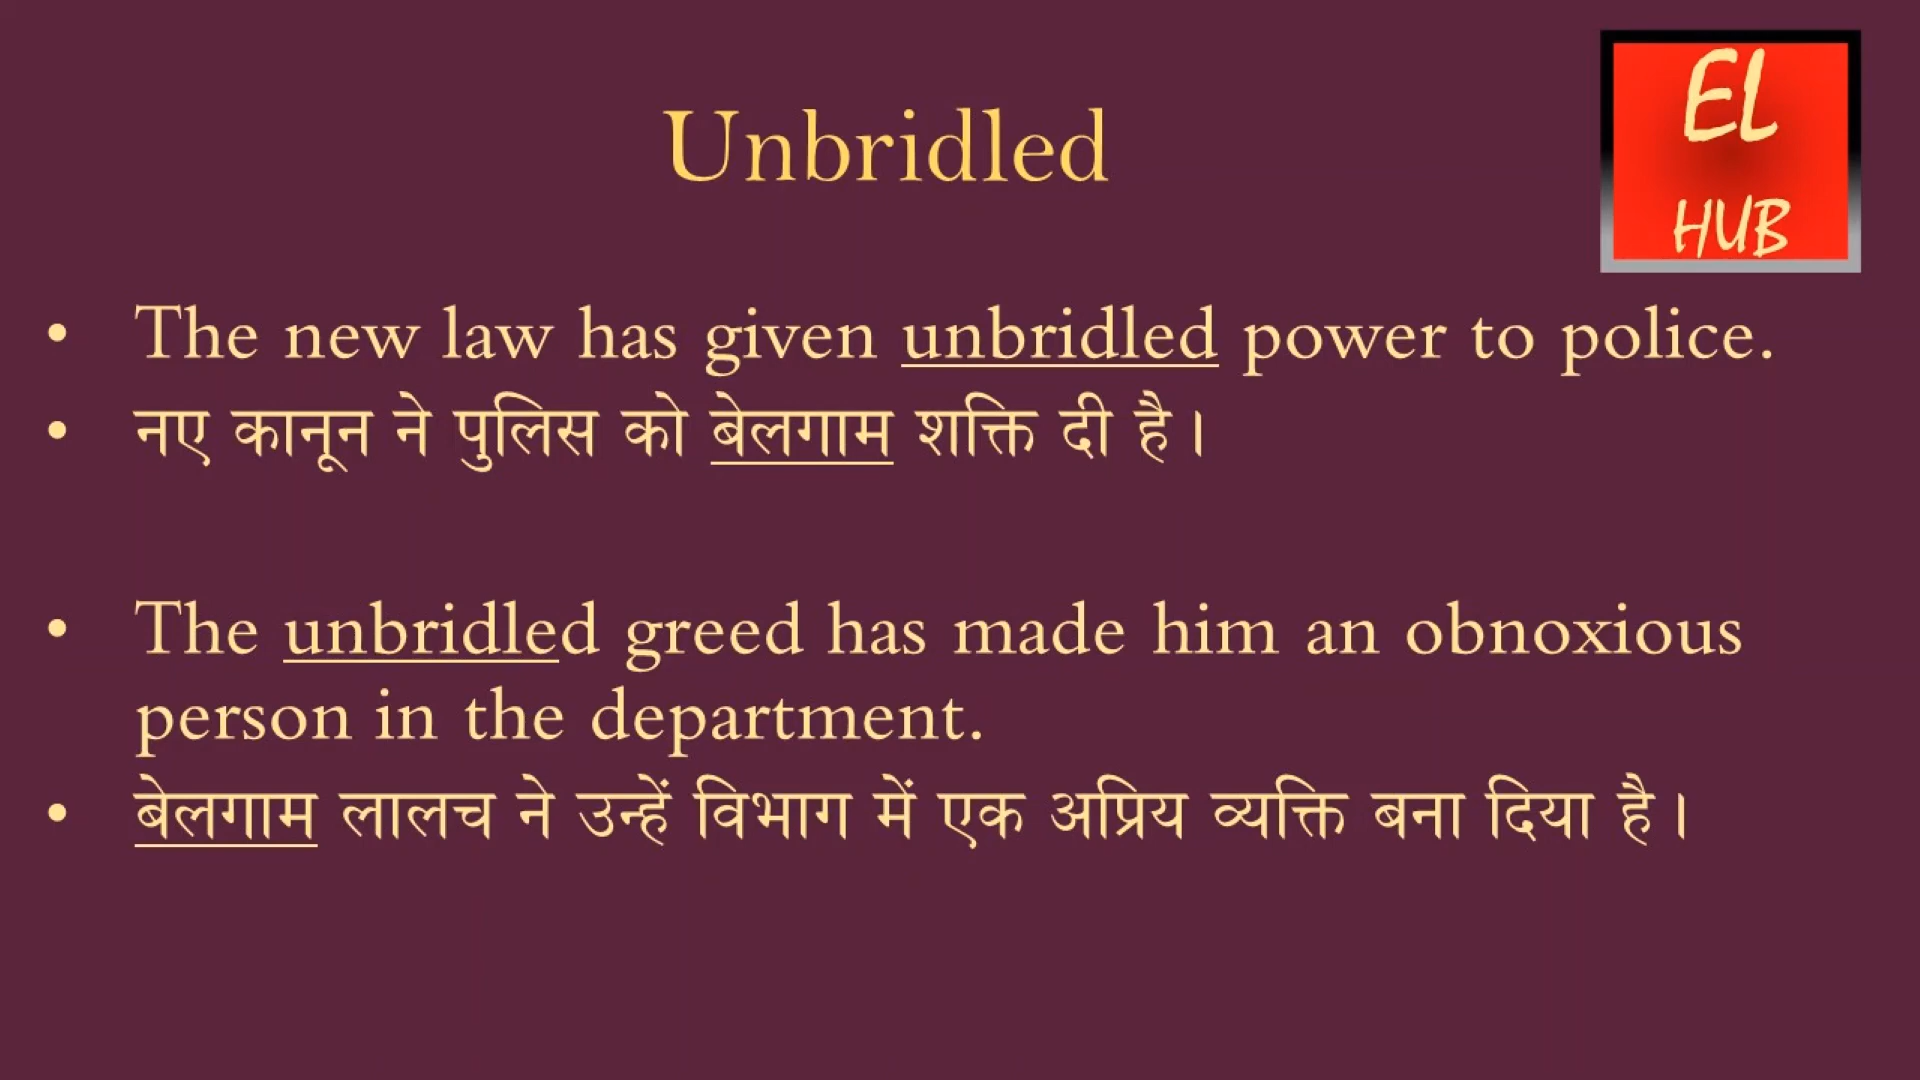 EL
HUB
Unbridled
• The new law has given unbridled power to police.
• नए कानून ने पुलिस को बेलगाम शक्ति दी है।
• The unbridled greed has made him an obnoxious
person in the department.
• बेलगाम लालच ने उन्हें विभाग में एक अप्रिय व्यक्ति बना दिया है।